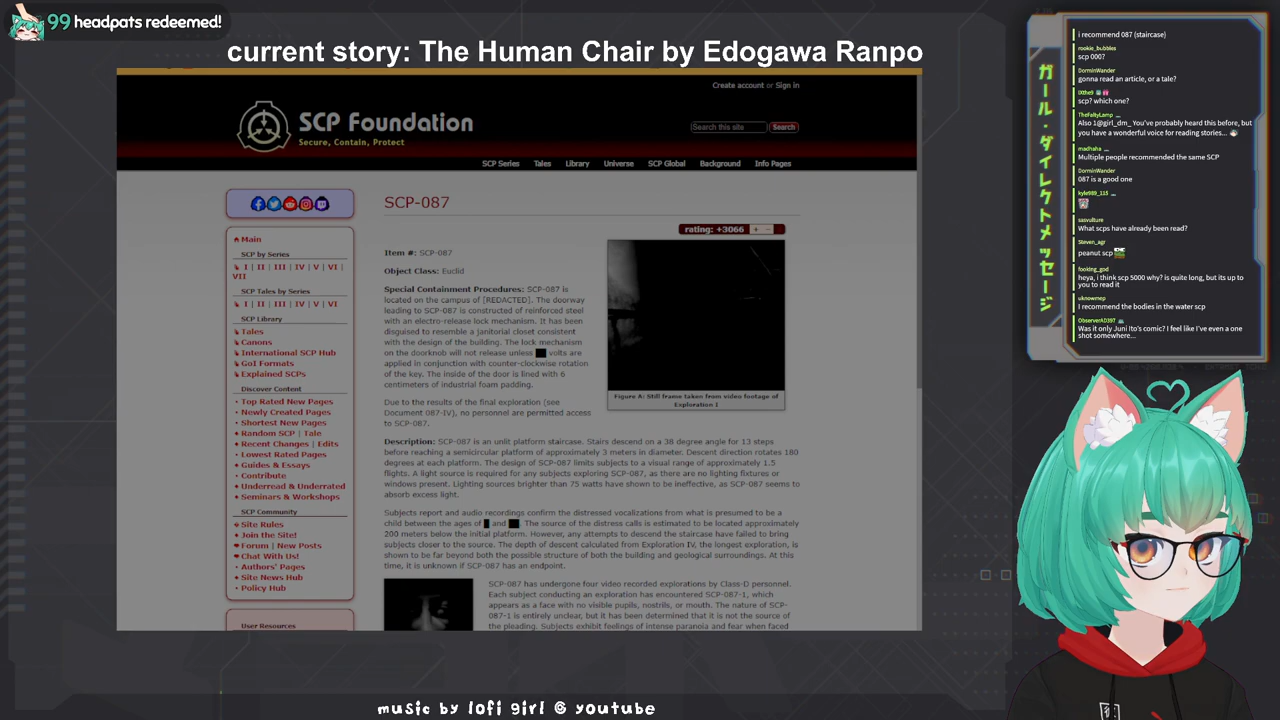 99 headpats redeemed!
current story: The Human Chair by Edogawa Ranpo
Create account or Sign in
SCP Foundation
Secure, Contain, Protect
Search this site
Search
SCP Series Tales Library Universe SCP Global Background Info Pages
Main
SCP by Series
I | II | III | IV | V | VI |
VII
SCP Tales by Series
I | II | III | IV | V | VI
SCP Library
Tales
Canons
International SCP Hub
GoI Formats
Explained SCPs
Discover Content
Top Rated New Pages
Newly Created Pages
Shortest New Pages
Random SCP | Tale
Recent Changes | Edits
Lowest Rated Pages
Guides & Essays
Contribute
Underread & Underrated
Seminars & Workshops
SCP Community
Site Rules
Join the Site!
Forum | New Posts
Chat With Us!
Authors' Pages
Site News Hub
Policy Hub
User Resources
SCP-087
rating: +3066 + –
Item #: SCP-087
Object Class: Euclid
Special Containment Procedures: SCP-087 is
located on the campus of [REDACTED]. The doorway
leading to SCP-087 is constructed of reinforced steel
with an electro-release lock mechanism. It has been
disguised to resemble a janitorial closet consistent
with the design of the building. The lock mechanism
on the doorknob will not release unless ██ volts are
applied in conjunction with counter-clockwise rotation
of the key. The inside of the door is lined with 6
centimeters of industrial foam padding.
Due to the results of the final exploration (see
Document 087-IV), no personnel are permitted access
to SCP-087.
Figure A: Still frame taken from video footage of
Exploration I
Description: SCP-087 is an unlit platform staircase. Stairs descend on a 38 degree angle for 13 steps
before reaching a semicircular platform of approximately 3 meters in diameter. Descent direction rotates 180
degrees at each platform. The design of SCP-087 limits subjects to a visual range of approximately 1.5
flights. A light source is required for any subjects exploring SCP-087, as there are no lighting fixtures or
windows present. Lighting sources brighter than 75 watts have shown to be ineffective, as SCP-087 seems to
absorb excess light.
Subjects report and audio recordings confirm the distressed vocalizations from what is presumed to be a
child between the ages of █ and ██. The source of the distress calls is estimated to be located approximately
200 meters below the initial platform. However, any attempts to descend the staircase have failed to bring
subjects closer to the source. The depth of descent calculated from Exploration IV, the longest exploration, is
shown to be far beyond both the possible structure of both the building and geological surroundings. At this
time, it is unknown if SCP-087 has an endpoint.
SCP-087 has undergone four video recorded explorations by Class-D personnel.
Each subject conducting an exploration has encountered SCP-087-1, which
appears as a face with no visible pupils, nostrils, or mouth. The nature of SCP-
087-1 is entirely unclear, but it has been determined that it is not the source of
the pleading. Subjects exhibit feelings of intense paranoia and fear when faced
ガール・ダイレクトメッセージ
i recommend 087 (staircase)
rookie_bubbles
scp 000?
DorminWander
gonna read an article, or a tale?
scp? which one?
TheFaltyLamp
Also 1@girl_dm_ You've probably heard this before, but
you have a wonderful voice for reading stories...
madhaha
Multiple people recommended the same SCP
DorminWander
087 is a good one
kyle989_115
sasvulture
What scps have already been read?
Steven_agr
peanut scp
fooking_god
heya, i think scp 5000 why? is quite long, but its up to
you to read it
uknownep
I recommend the bodies in the water scp
ObserverAD397
Was it only Juni Ito's comic? I feel like I've even a one
shot somewhere...
music by lofi girl @ youtube